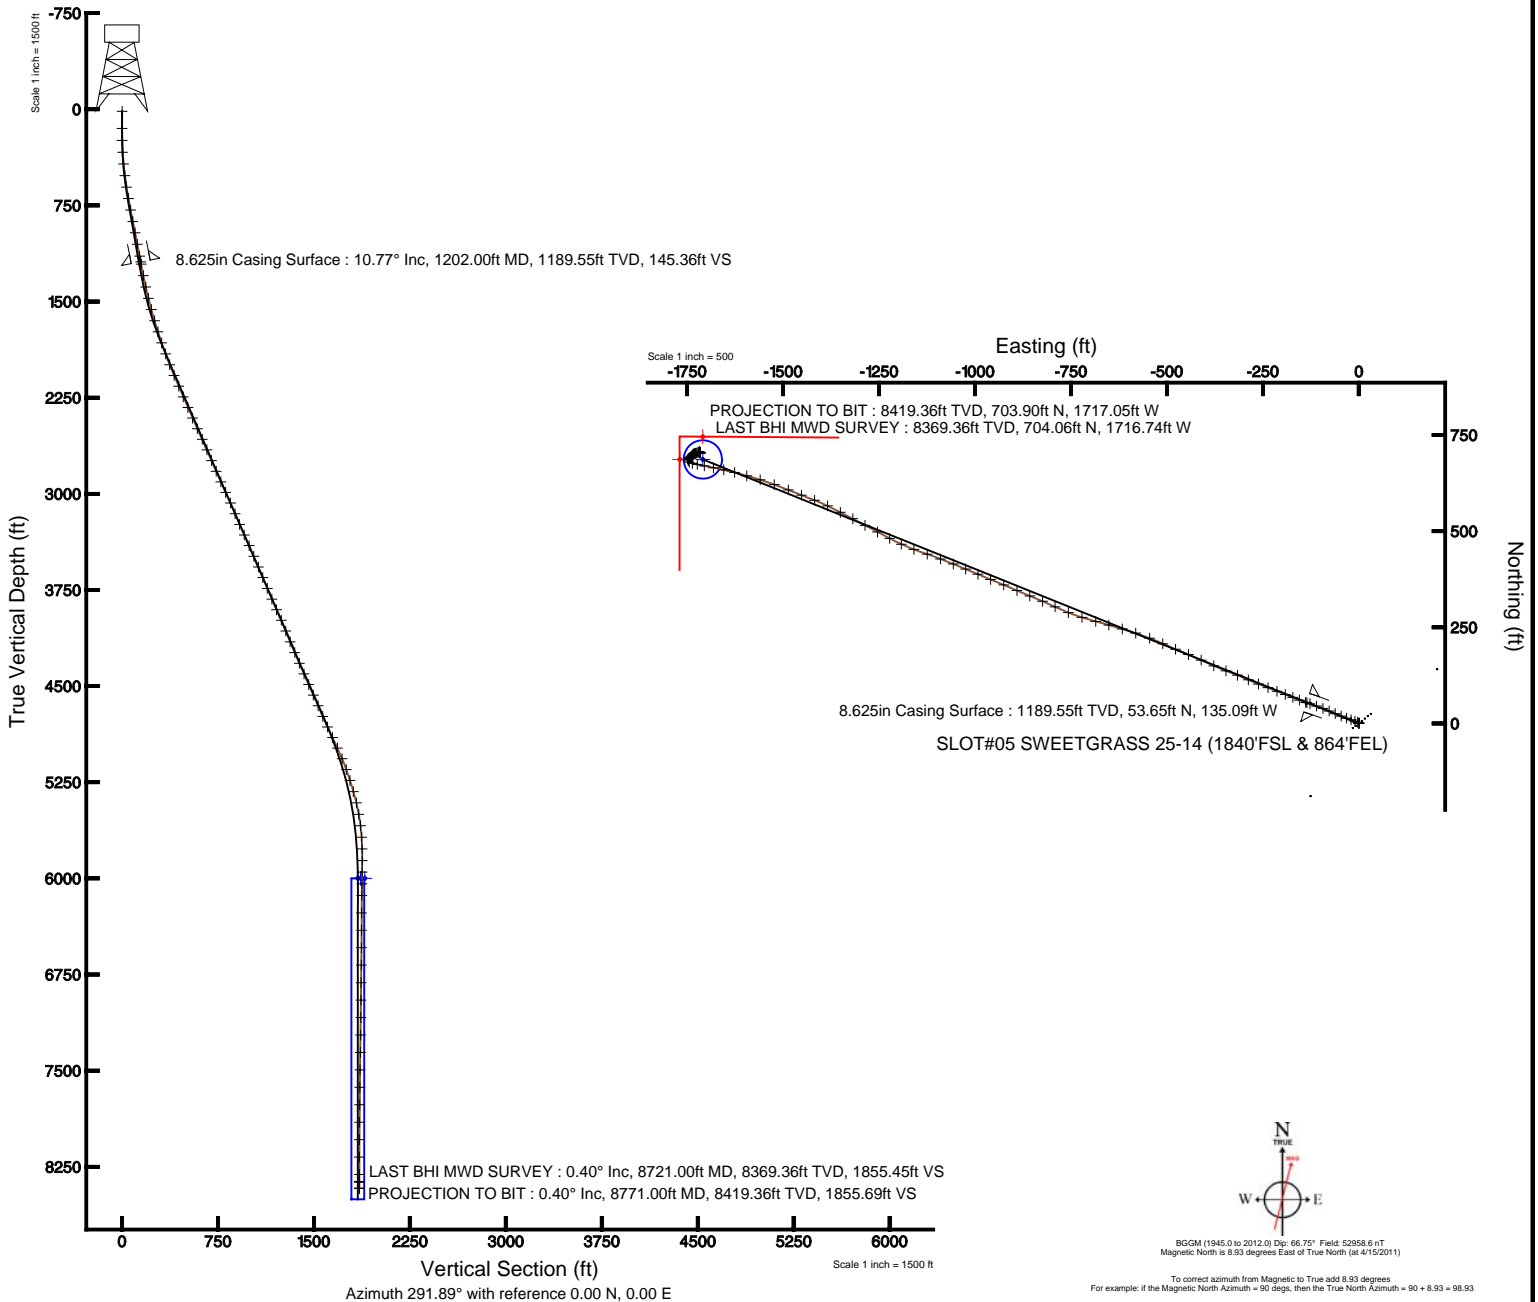 Scale 1 inch = 1500 ft
-750
0
750
1500
2250
3000
3750
4500
5250
6000
6750
7500
8250
True Vertical Depth (ft)
8.625in Casing Surface : 10.77° Inc, 1202.00ft MD, 1189.55ft TVD, 145.36ft VS
LAST BHI MWD SURVEY : 0.40° Inc, 8721.00ft MD, 8369.36ft TVD, 1855.45ft VS
PROJECTION TO BIT : 0.40° Inc, 8771.00ft MD, 8419.36ft TVD, 1855.69ft VS
0 750 1500 2250 3000 3750 4500 5250 6000
Vertical Section (ft)
Scale 1 inch = 1500 ft
Azimuth 291.89° with reference 0.00 N, 0.00 E
Easting (ft)
Scale 1 inch = 500
-1750 -1500 -1250 -1000 -750 -500 -250 0
PROJECTION TO BIT : 8419.36ft TVD, 703.90ft N, 1717.05ft W
LAST BHI MWD SURVEY : 8369.36ft TVD, 704.06ft N, 1716.74ft W
750
500
250
0
Northing (ft)
8.625in Casing Surface : 1189.55ft TVD, 53.65ft N, 135.09ft W
SLOT#05 SWEETGRASS 25-14 (1840'FSL & 864'FEL)
N
TRUE
MAG
W E
BGGM (1945.0 to 2012.0) Dip: 66.75° Field: 52958.6 nT
Magnetic North is 8.93 degrees East of True North (at 4/15/2011)
To correct azimuth from Magnetic to True add 8.93 degrees
For example: if the Magnetic North Azimuth = 90 degs, then the True North Azimuth = 90 + 8.93 = 98.93